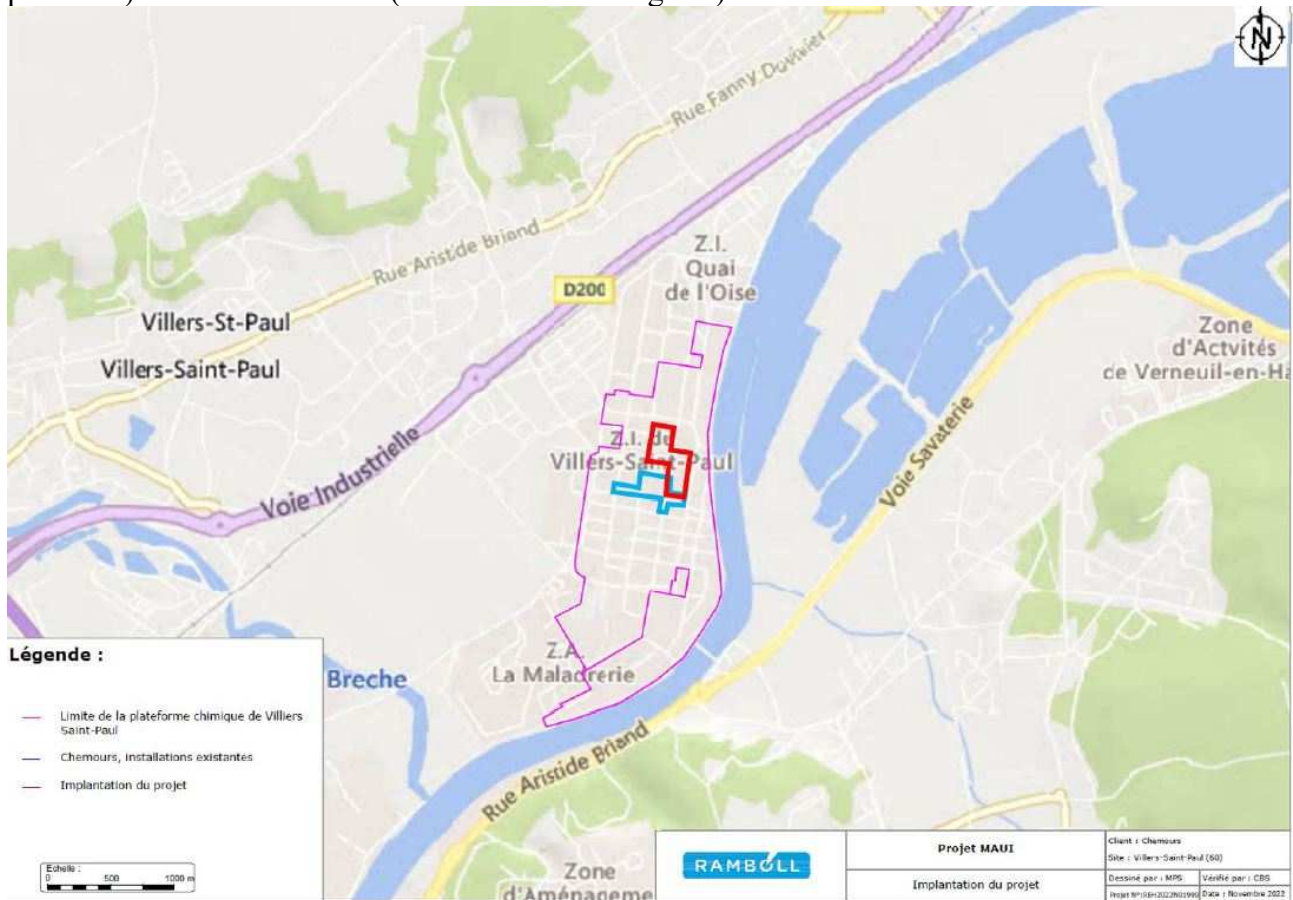 N
Rue Fanny Duvivier
Rue Aristide Briand
Z.I.
Quai
de l'Oise
D200
Villers-St-Paul
Villers-Saint-Paul
Zone
d'Actvités
de Verneuil-en-Ha
Z.I. du
Villers-Saint-Paul
Voie Industrielle
Voie Savaterie
Z.A.
La Maladrerie
Breche
Rue Aristide Briand
Zone
d'Aménageme
Légende :
Limite de la plateforme chimique de Villiers
Saint-Paul
Chemours, installations existantes
Implantation du projet
Echelle :
0 500 1000 m
RAMBOLL
Projet MAUI
Implantation du projet
Client : Chemours
Site : Villers-Saint-Paul (60)
Dessiné par : MPS
Vérifié par : CBS
Date : Novembre 2022